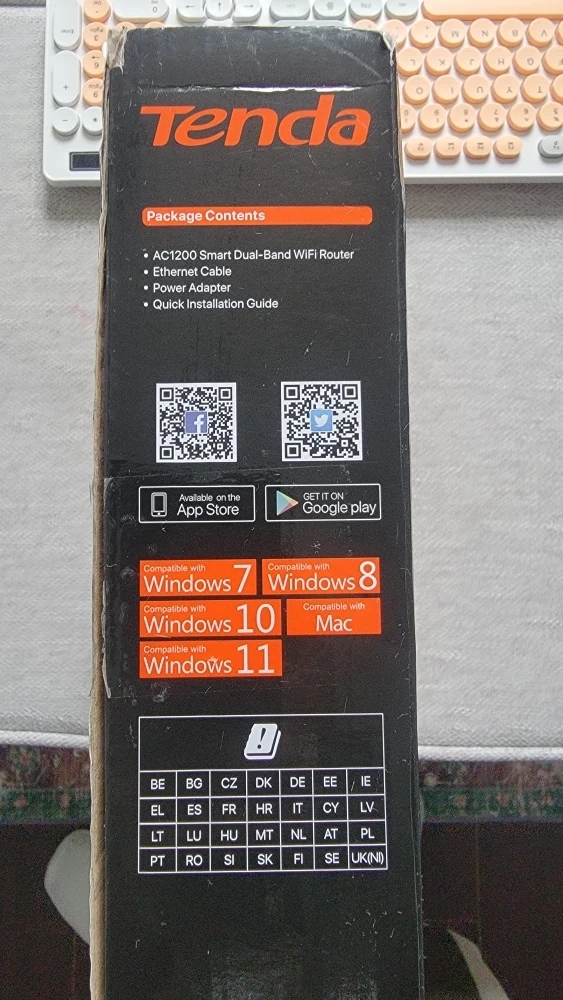 Tenda
Package Contents
• AC1200 Smart Dual-Band WiFi Router
• Ethernet Cable
• Power Adapter
• Quick Installation Guide
Available on the
App Store
GET IT ON
Google play
Compatible with
Windows 7
Compatible with
Windows 8
Compatible with
Windows 10
Compatible with
Mac
Compatible with
Windows 11
BE BG CZ DK DE EE IE
EL ES FR HR IT CY LV
LT LU HU MT NL AT PL
PT RO SI SK FI SE UK(NI)